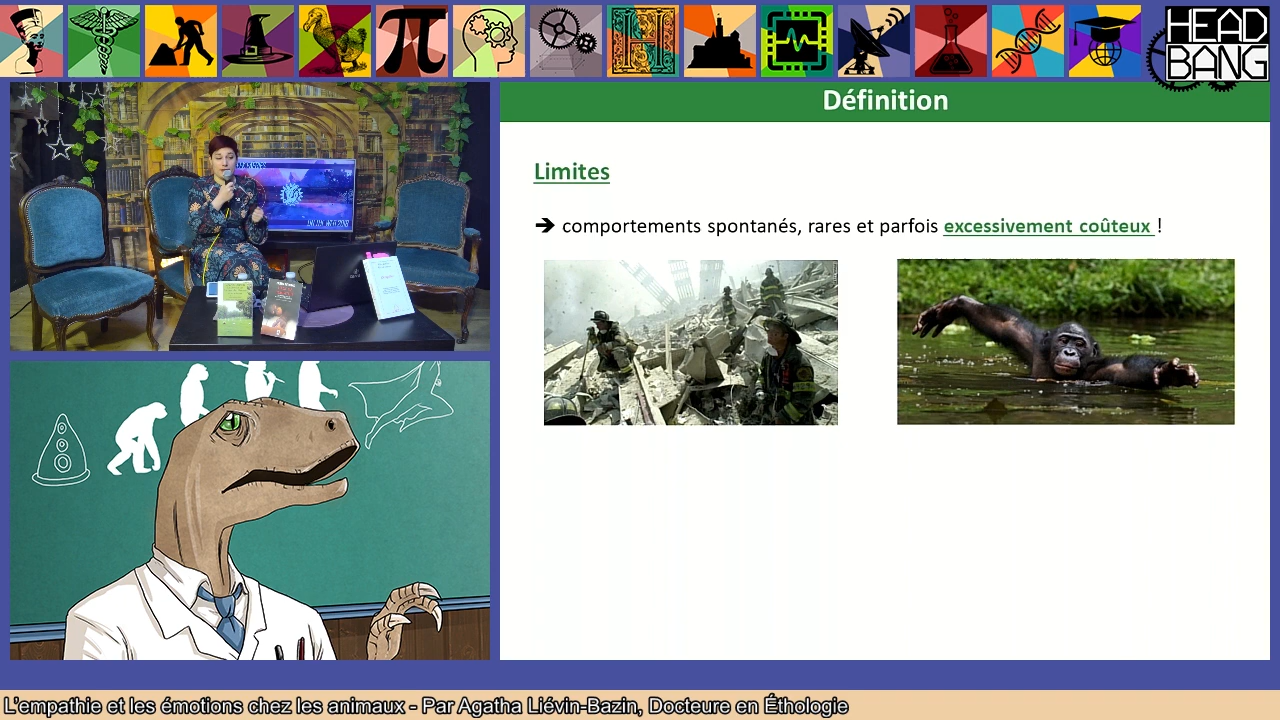 HEAD
BANG
Définition
Limites
➔ comportements spontanés, rares et parfois excessivement coûteux !
L'empathie et les émotions chez les animaux - Par Agatha Liévin-Bazin, Docteure en Éthologie